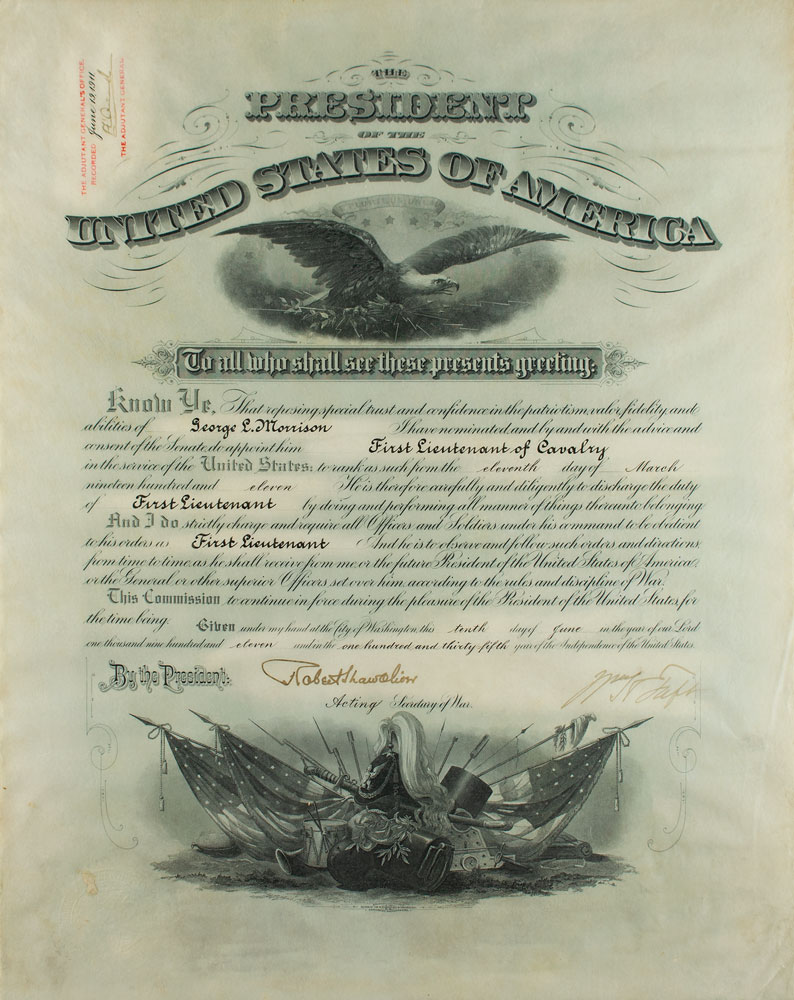 THE ADJUTANT GENERAL'S OFFICE.
RECORDED June 12, 1911
THE ADJUTANT GENERAL.
THE
PRESIDENT
OF THE
UNITED STATES OF AMERICA
To all who shall see these presents greeting:
Know Ye, That reposing special trust and confidence in the patriotism, valor, fidelity and
abilities of George L. Morrison I have nominated and by and with the advice and
consent of the Senate do appoint him First Lieutenant of Cavalry
in the service of the United States: to rank as such from the eleventh day of March
nineteen hundred and eleven He is therefore carefully and diligently to discharge the duty
of First Lieutenant by doing and performing all manner of things thereunto belonging
And I do strictly charge and require all Officers and Soldiers under his command to be obedient
to his orders as First Lieutenant And he is to observe and follow such orders and directions
from time to time, as he shall receive from me, or the future President of the United States of America,
or the General or other superior Officers set over him, according to the rules and discipline of War.
This Commission to continue in force during the pleasure of the President of the United States, for
the time being. Given under my hand at the City of Washington, this tenth day of June in the year of our Lord
one thousand nine hundred and eleven and in the one hundred and thirty fifth year of the Independence of the United States.
By the President: Robert Shaw Oliver Wm H Taft
Acting Secretary of War.